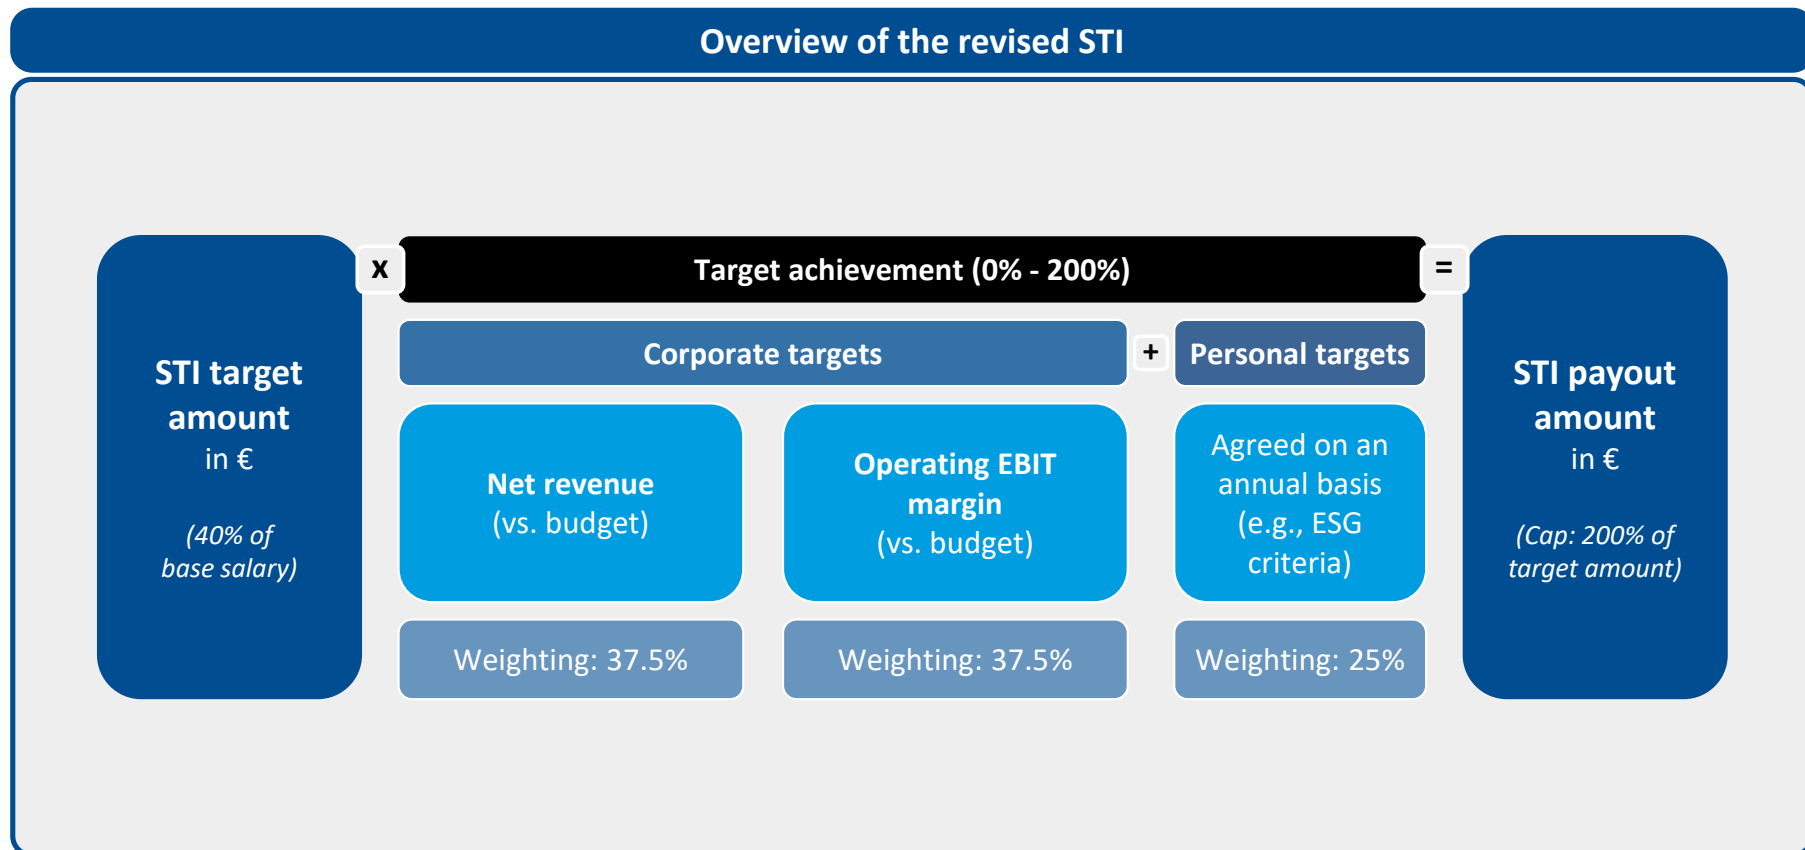 Overview of the revised STI
STI target
amount
in €
(40% of
base salary)
x
Target achievement (0% - 200%)
=
Corporate targets
+
Personal targets
Net revenue
(vs. budget)
Operating EBIT
margin
(vs. budget)
Agreed on an
annual basis
(e.g., ESG
criteria)
Weighting: 37.5%
Weighting: 37.5%
Weighting: 25%
STI payout
amount
in €
(Cap: 200% of
target amount)